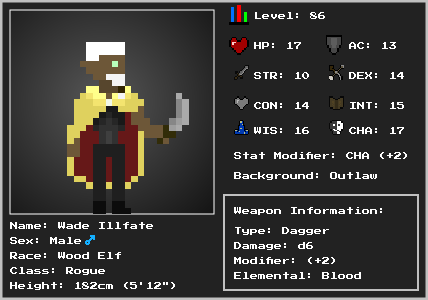 Level: 86
HP: 17
AC: 13
STR: 10
DEX: 14
CON: 14
INT: 15
WIS: 16
CHA: 17
Stat Modifier: CHA (+2)
Background: Outlaw
Name: Wade Illfate
Sex: Male♂
Race: Wood Elf
Class: Rogue
Height: 182cm (5'12")
Weapon Information:
Type: Dagger
Damage: d6
Modifier: (+2)
Elemental: Blood